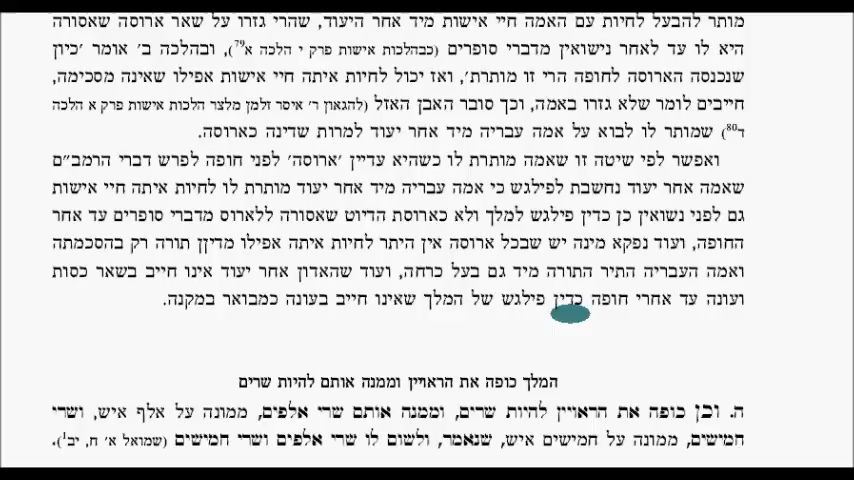 מותר להבעל לחיות עם האמה חיי אישות מיד אחר היעוד, שהרי גזרו על שאר ארוסה שאסורה
היא לו עד לאחר נישואין מדברי סופרים (כבהלכות אישות פרק י הלכה א79), ובהלכה ב׳ אומר ׳כיון
שנכנסה הארוסה לחופה הרי זו מותרת׳, ואז יכול לחיות איתה חיי אישות אפילו שאינה מסכימה,
חייבים לומר שלא גזרו באמה, וכך סובר האבן האזל (להגאון ר׳ איסר זלמן מלצר הלכות אישות פרק א הלכה
ד80) שמותר לו לבוא על אמה עבריה מיד אחר יעוד למרות שדינה כארוסה.
ואפשר לפי שיטה זו שאמה מותרת לו כשהיא עדיין ׳ארוסה׳ לפני חופה לפרש דברי הרמב״ם
שאמה אחר יעוד נחשבת לפילגש כי אמה עבריה מיד אחר יעוד מותרת לו לחיות איתה חיי אישות
גם לפני נשואין כן כדין פילגש למלך ולא כארוסת הדיוט שאסורה ללארוס מדברי סופרים עד אחר
החופה, ועוד נפקא מינה יש שבכל ארוסה אין היתר לחיות איתה אפילו מדיןן תורה רק בהסכמתה
ואמה העבריה התיר התורה מיד גם בעל כרחה, ועוד שהאדון אחר יעוד אינו חייב בשאר כסות
ועונה עד אחרי חופה כדין פילגש של המלך שאינו חייב בעונה כמבואר במקנה.
המלך כופה את הראויין וממנה אותם להיות שרים
ה. וכן כופה את הראויין להיות שרים, וממנה אותם שרי אלפים, ממונה על אלף איש, ושרי
חמישים, ממונה על חמישים איש, שנאמר, ולשום לו שרי אלפים ושרי חמישים (שמואל א׳ ח, יב1).